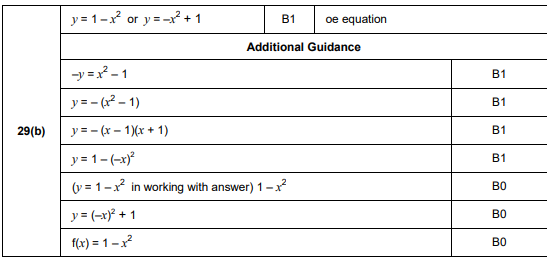 y = 1 – x² or y = –x² + 1 B1 oe equation
Additional Guidance
–y = x² – 1 B1
y = – (x² – 1) B1
29(b) y = – (x – 1)(x + 1) B1
y = 1 – (–x)² B1
(y = 1 – x² in working with answer) 1 – x² B0
y = (–x)² + 1 B0
f(x) = 1 – x² B0